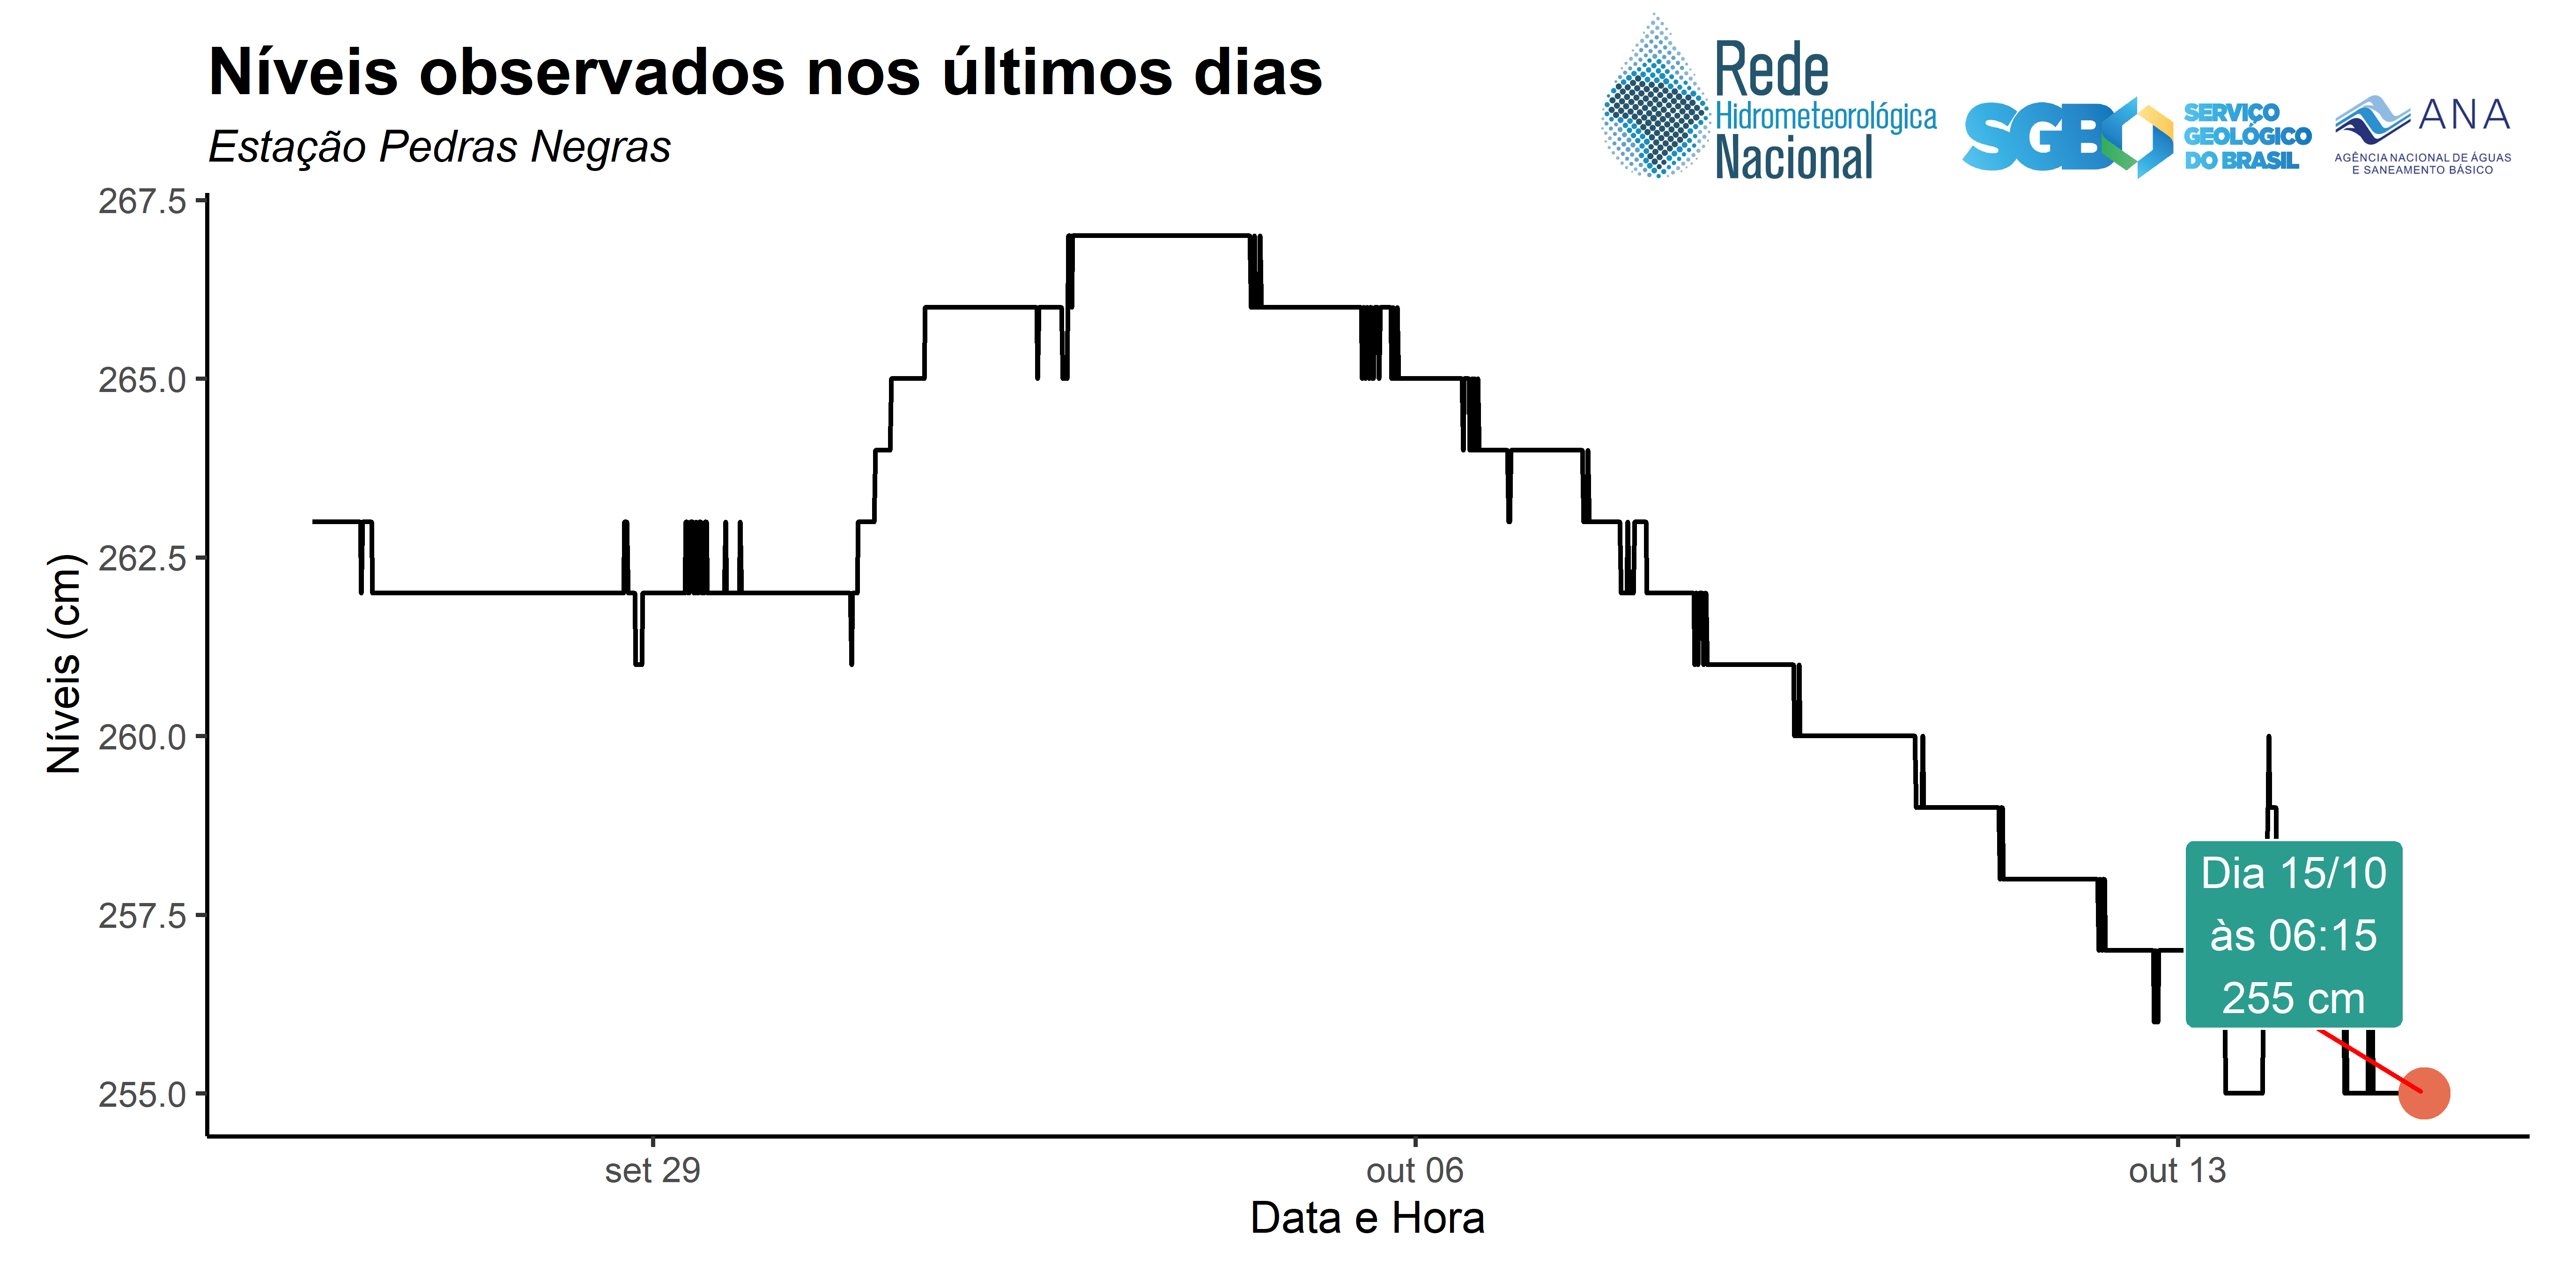 Níveis observados nos últimos dias
Estação Pedras Negras
Rede
Hidrometeorológica
Nacional
SGB
SERVIÇO
GEOLÓGICO
DO BRASIL
ANA
AGÊNCIA NACIONAL DE ÁGUAS
E SANEAMENTO BÁSICO
Níveis (cm)
267.5
265.0
262.5
260.0
257.5
255.0
Dia 15/10
às 06:15
255 cm
set 29
out 06
out 13
Data e Hora